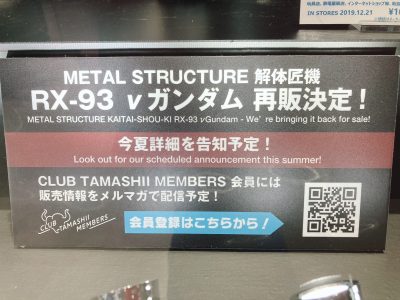 IN STORES 2019.12.21
METAL STRUCTURE 解体匠機
RX-93 νガンダム 再販決定！
METAL STRUCTURE KAITAI-SHOU-KI RX-93 νGundam - We're bringing it back for sale!
今夏詳細を告知予定！
Look out for our scheduled announcement this summer!
CLUB TAMASHII MEMBERS 会員には
販売情報をメルマガで配信予定！
CLUB
TAMASHII
MEMBERS
会員登録はこちらから！